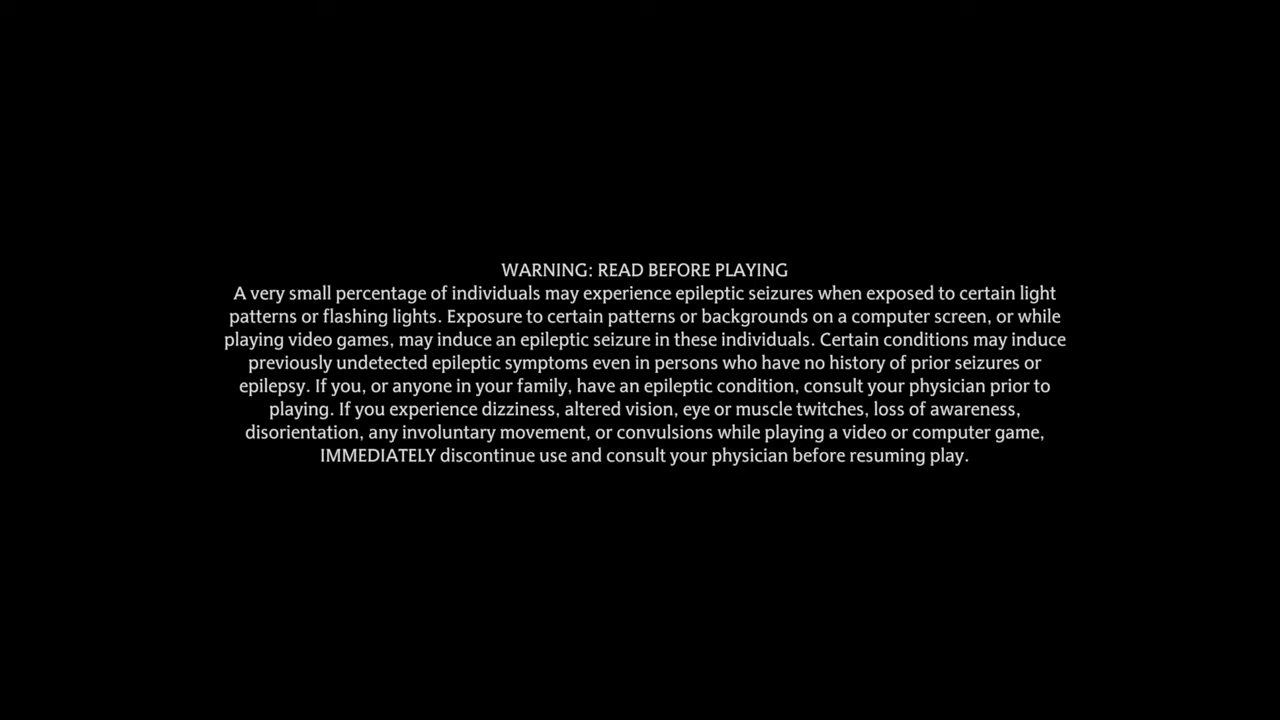 WARNING: READ BEFORE PLAYING
A very small percentage of individuals may experience epileptic seizures when exposed to certain light
patterns or flashing lights. Exposure to certain patterns or backgrounds on a computer screen, or while
playing video games, may induce an epileptic seizure in these individuals. Certain conditions may induce
previously undetected epileptic symptoms even in persons who have no history of prior seizures or
epilepsy. If you, or anyone in your family, have an epileptic condition, consult your physician prior to
playing. If you experience dizziness, altered vision, eye or muscle twitches, loss of awareness,
disorientation, any involuntary movement, or convulsions while playing a video or computer game,
IMMEDIATELY discontinue use and consult your physician before resuming play.